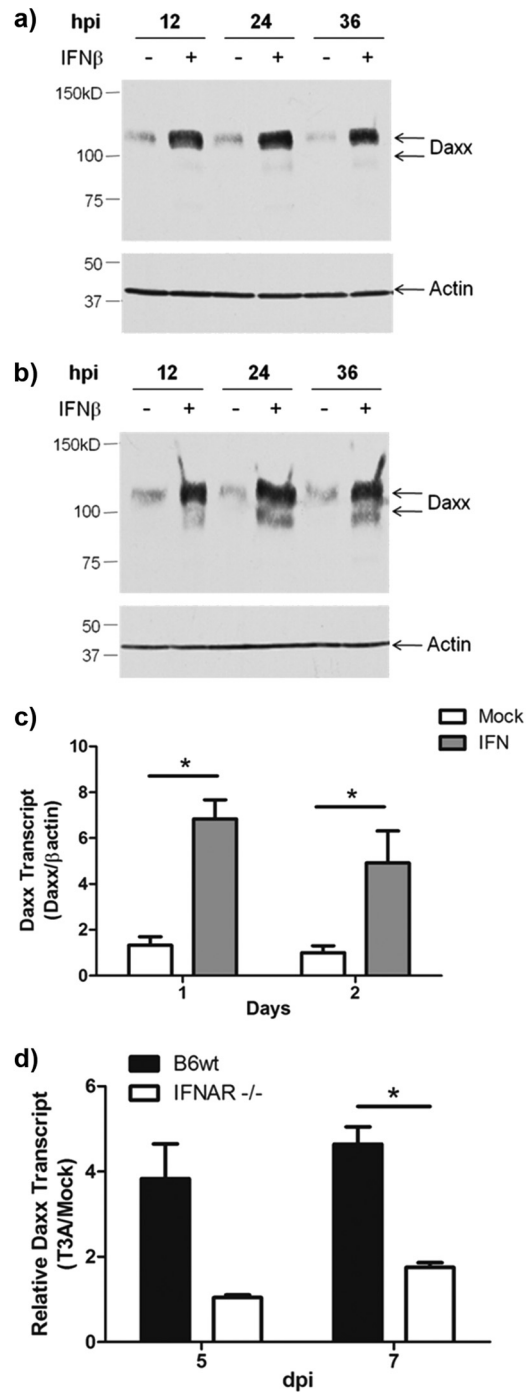 a)
hpi 12 24 36
IFNβ - + - + - +
150kD
100
75
Daxx
50
37
Actin
b)
hpi 12 24 36
IFNβ - + - + - +
150kD
100
75
Daxx
50
37
Actin
c)
Mock
IFN
Daxx Transcript
(Daxx/βactin)
10
8
6
4
2
0
* *
1 2
Days
d)
B6wt
IFNAR -/-
Relative Daxx Transcript
(T3A/Mock)
6
4
2
0
*
5 7
dpi